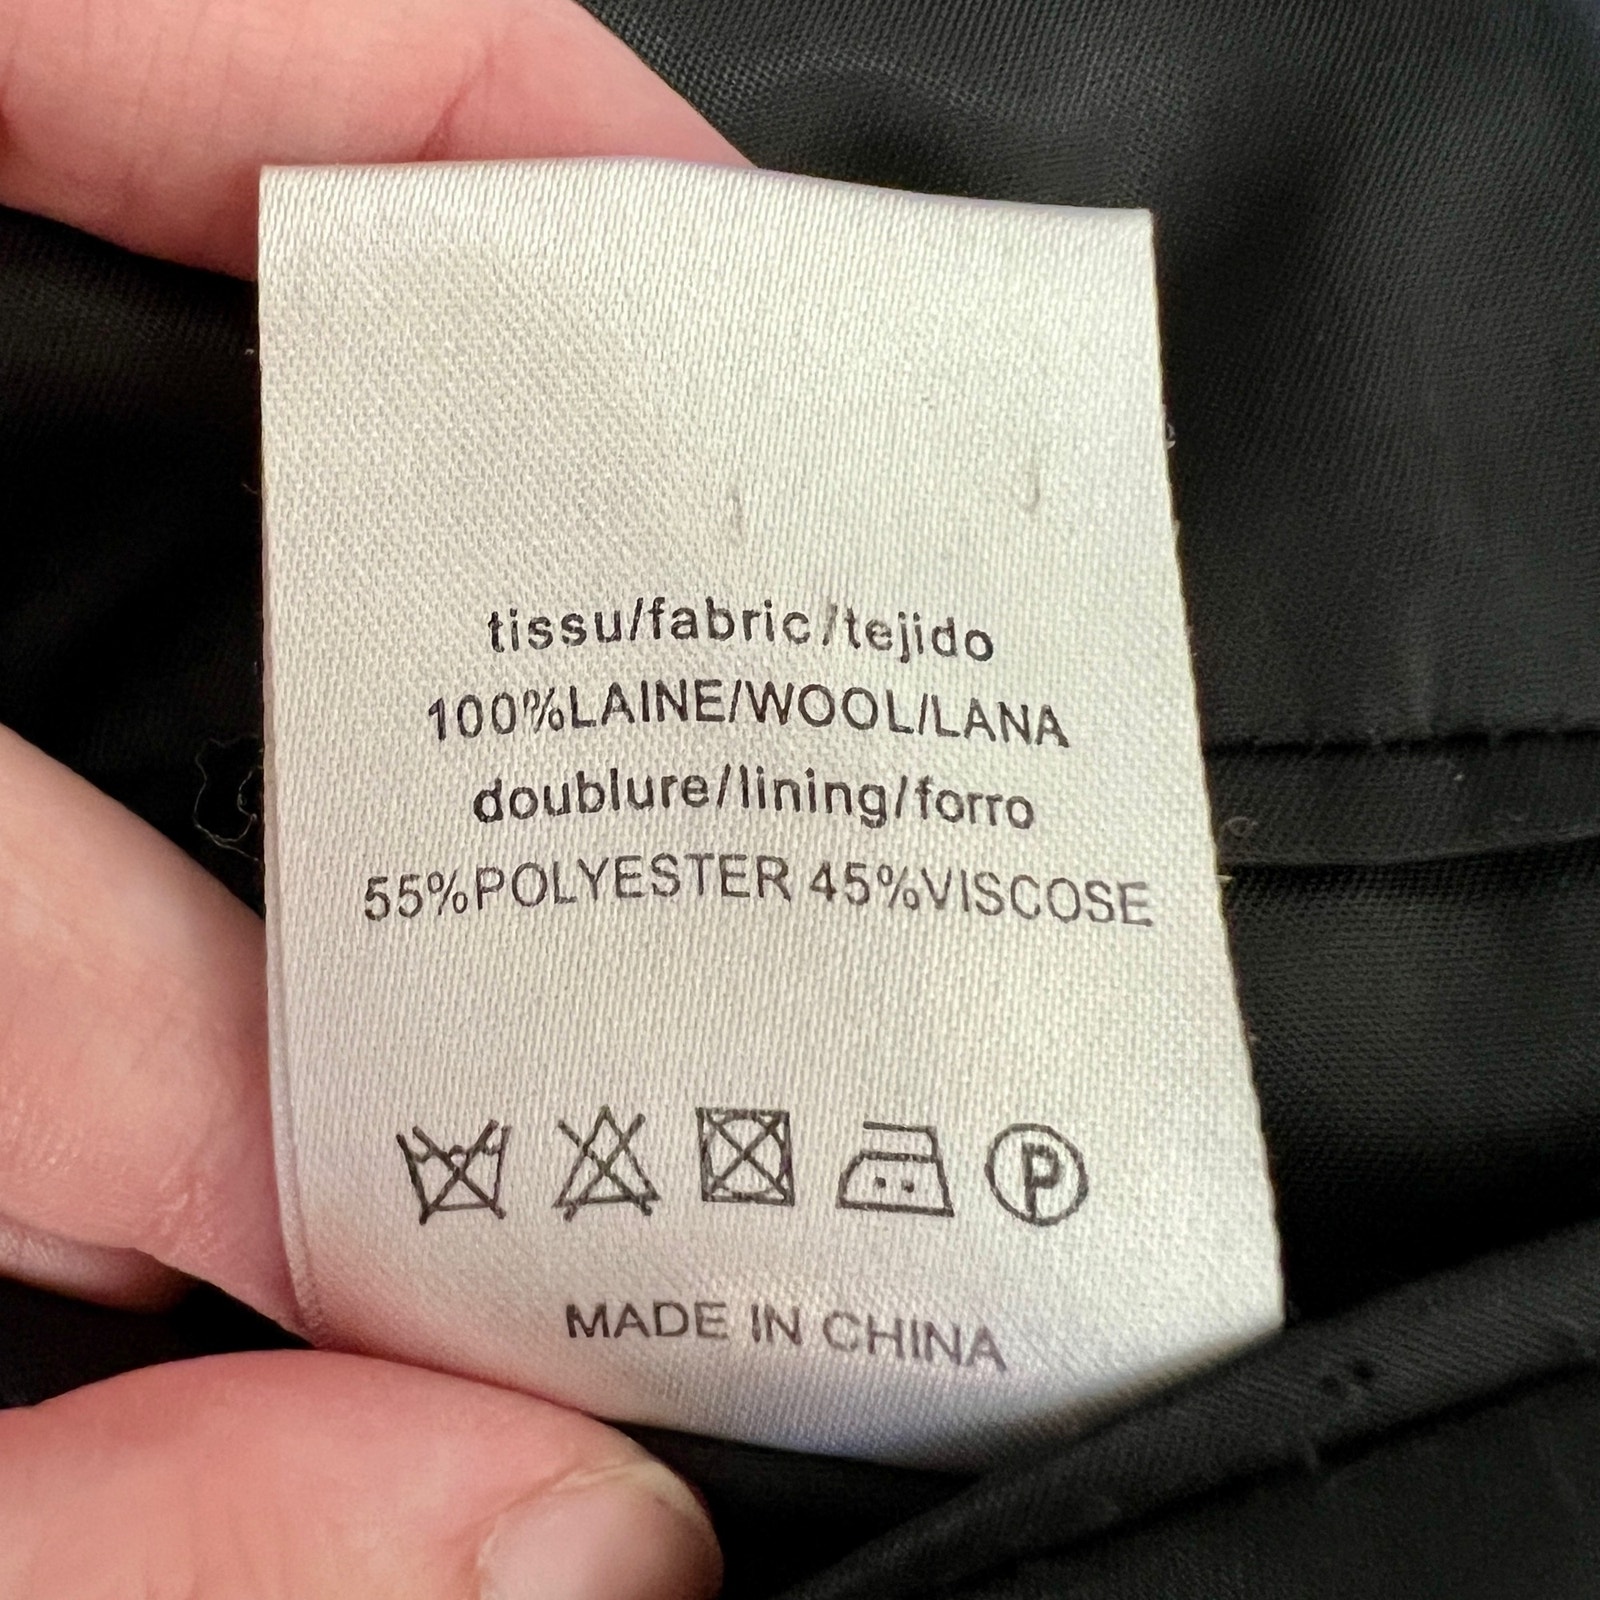 tissu/fabric/tejido
100%LAINE/WOOL/LANA
doublure/lining/forro
55%POLYESTER 45%VISCOSE
P
MADE IN CHINA